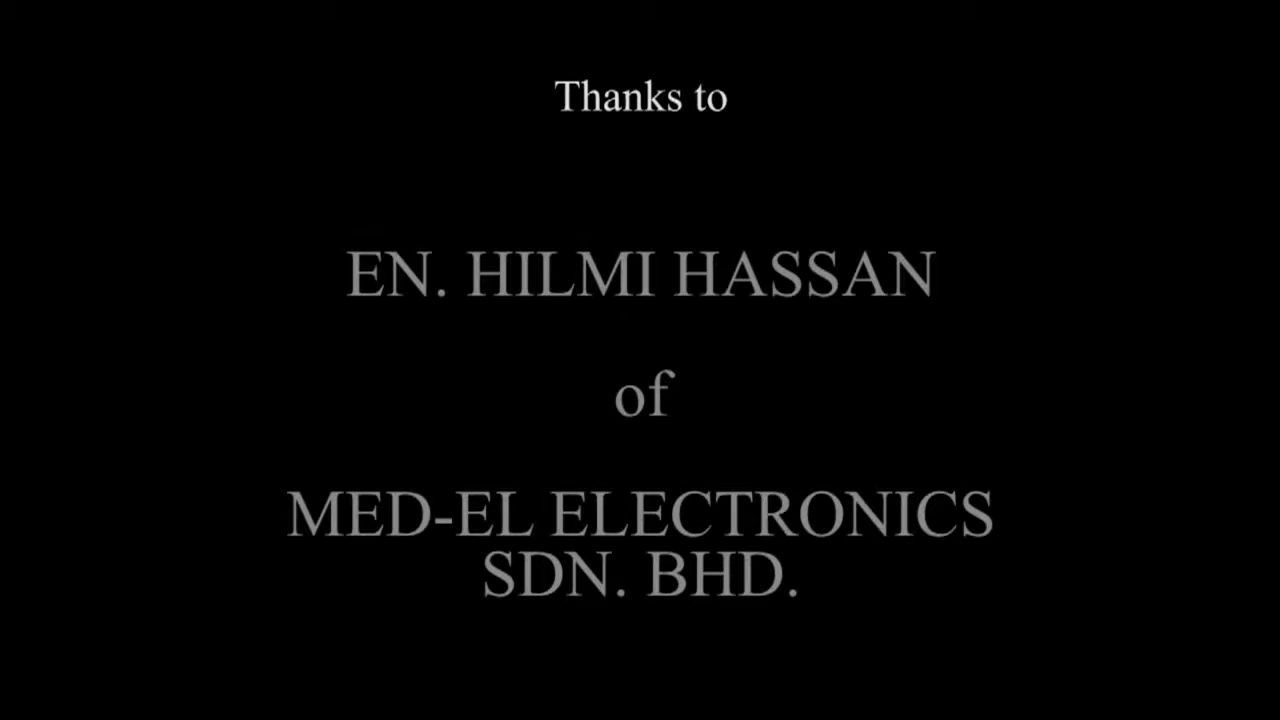 Thanks to
EN. HILMI HASSAN
of
MED-EL ELECTRONICS
SDN. BHD.